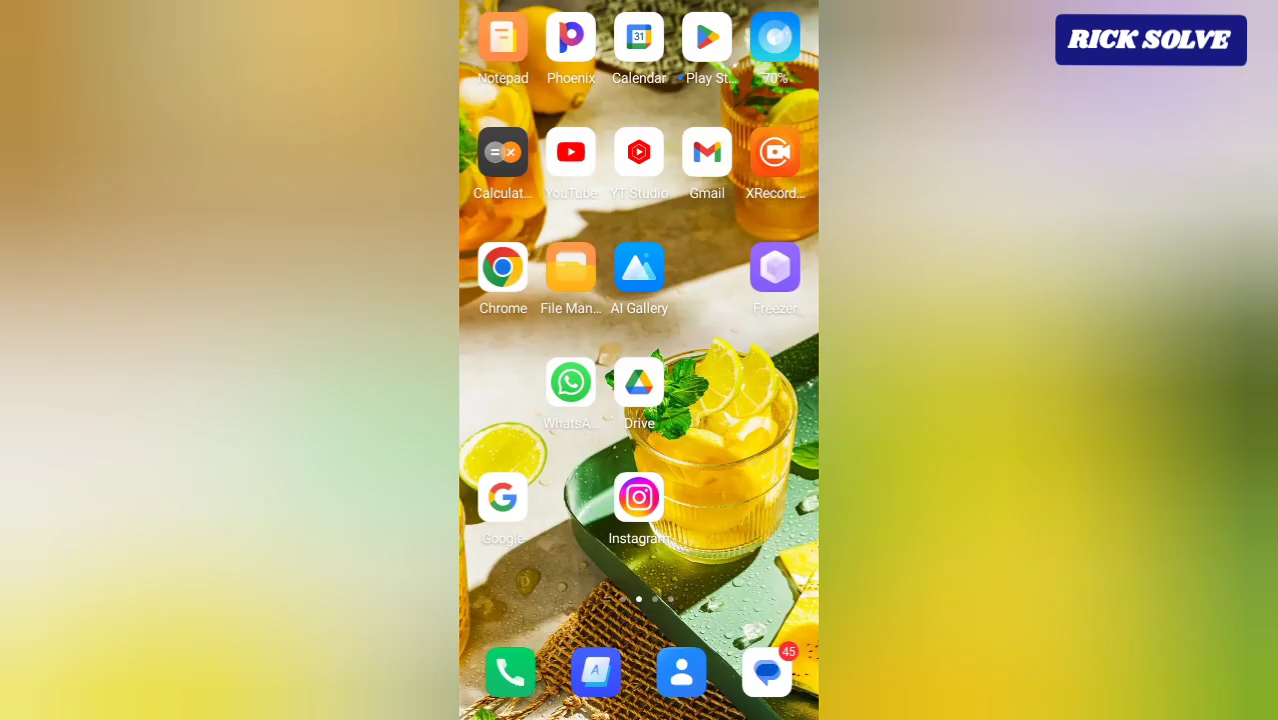 RICK SOLVE
Notepad Phoenix Calendar Play St... 70%
31
Calculat... YouTube YT Studio Gmail XRecord...
Chrome File Man... AI Gallery Freezer
WhatsA... Drive
Google Instagram
45
A